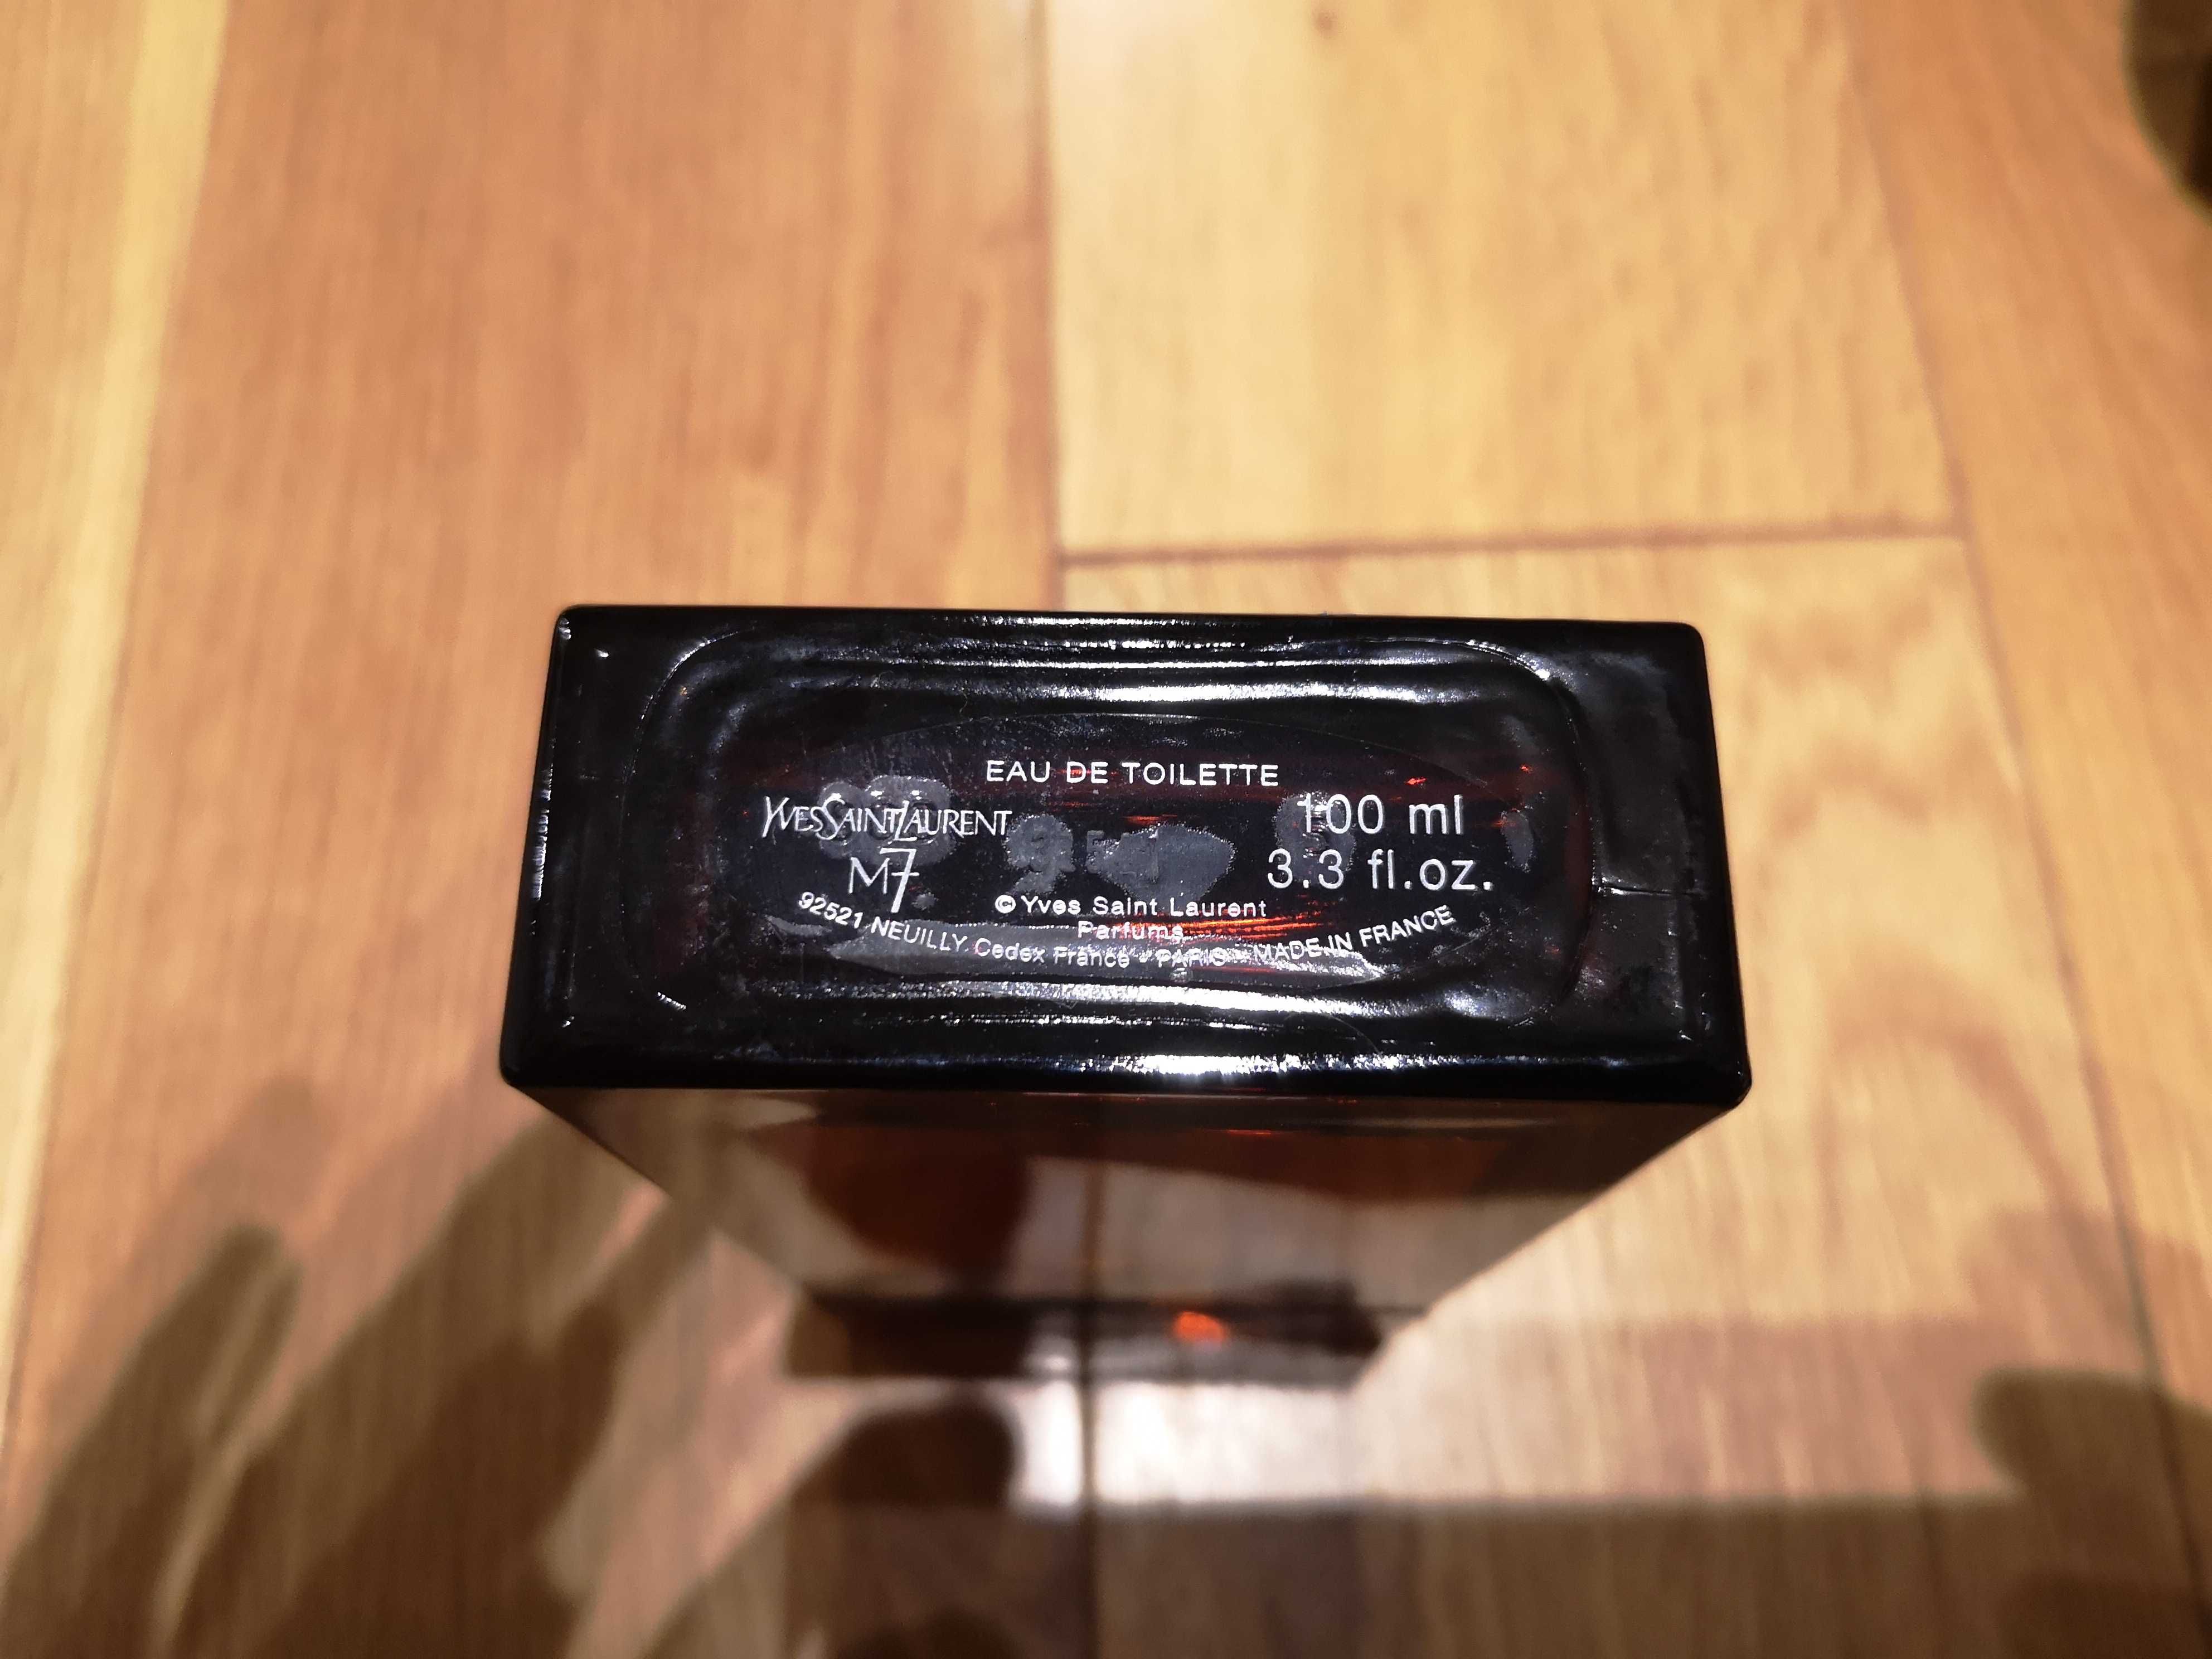 EAU DE TOILETTE
YVESSAINTLAURENT
M7
100 ml
3.3 fl.oz.
©Yves Saint Laurent
Parfums
92521 NEUILLY Cedex France - PARIS - MADE IN FRANCE